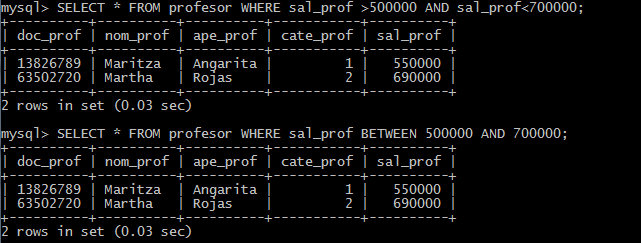 mysql> SELECT * FROM profesor WHERE sal_prof >500000 AND sal_prof<700000;
+----------+----------+----------+-----------+----------+
| doc_prof | nom_prof | ape_prof | cate_prof | sal_prof |
+----------+----------+----------+-----------+----------+
| 13826789 | Maritza | Angarita | 1 | 550000 |
| 63502720 | Martha | Rojas | 2 | 690000 |
+----------+----------+----------+-----------+----------+
2 rows in set (0.03 sec)
mysql> SELECT * FROM profesor WHERE sal_prof BETWEEN 500000 AND 700000;
+----------+----------+----------+-----------+----------+
| doc_prof | nom_prof | ape_prof | cate_prof | sal_prof |
+----------+----------+----------+-----------+----------+
| 13826789 | Maritza | Angarita | 1 | 550000 |
| 63502720 | Martha | Rojas | 2 | 690000 |
+----------+----------+----------+-----------+----------+
2 rows in set (0.03 sec)